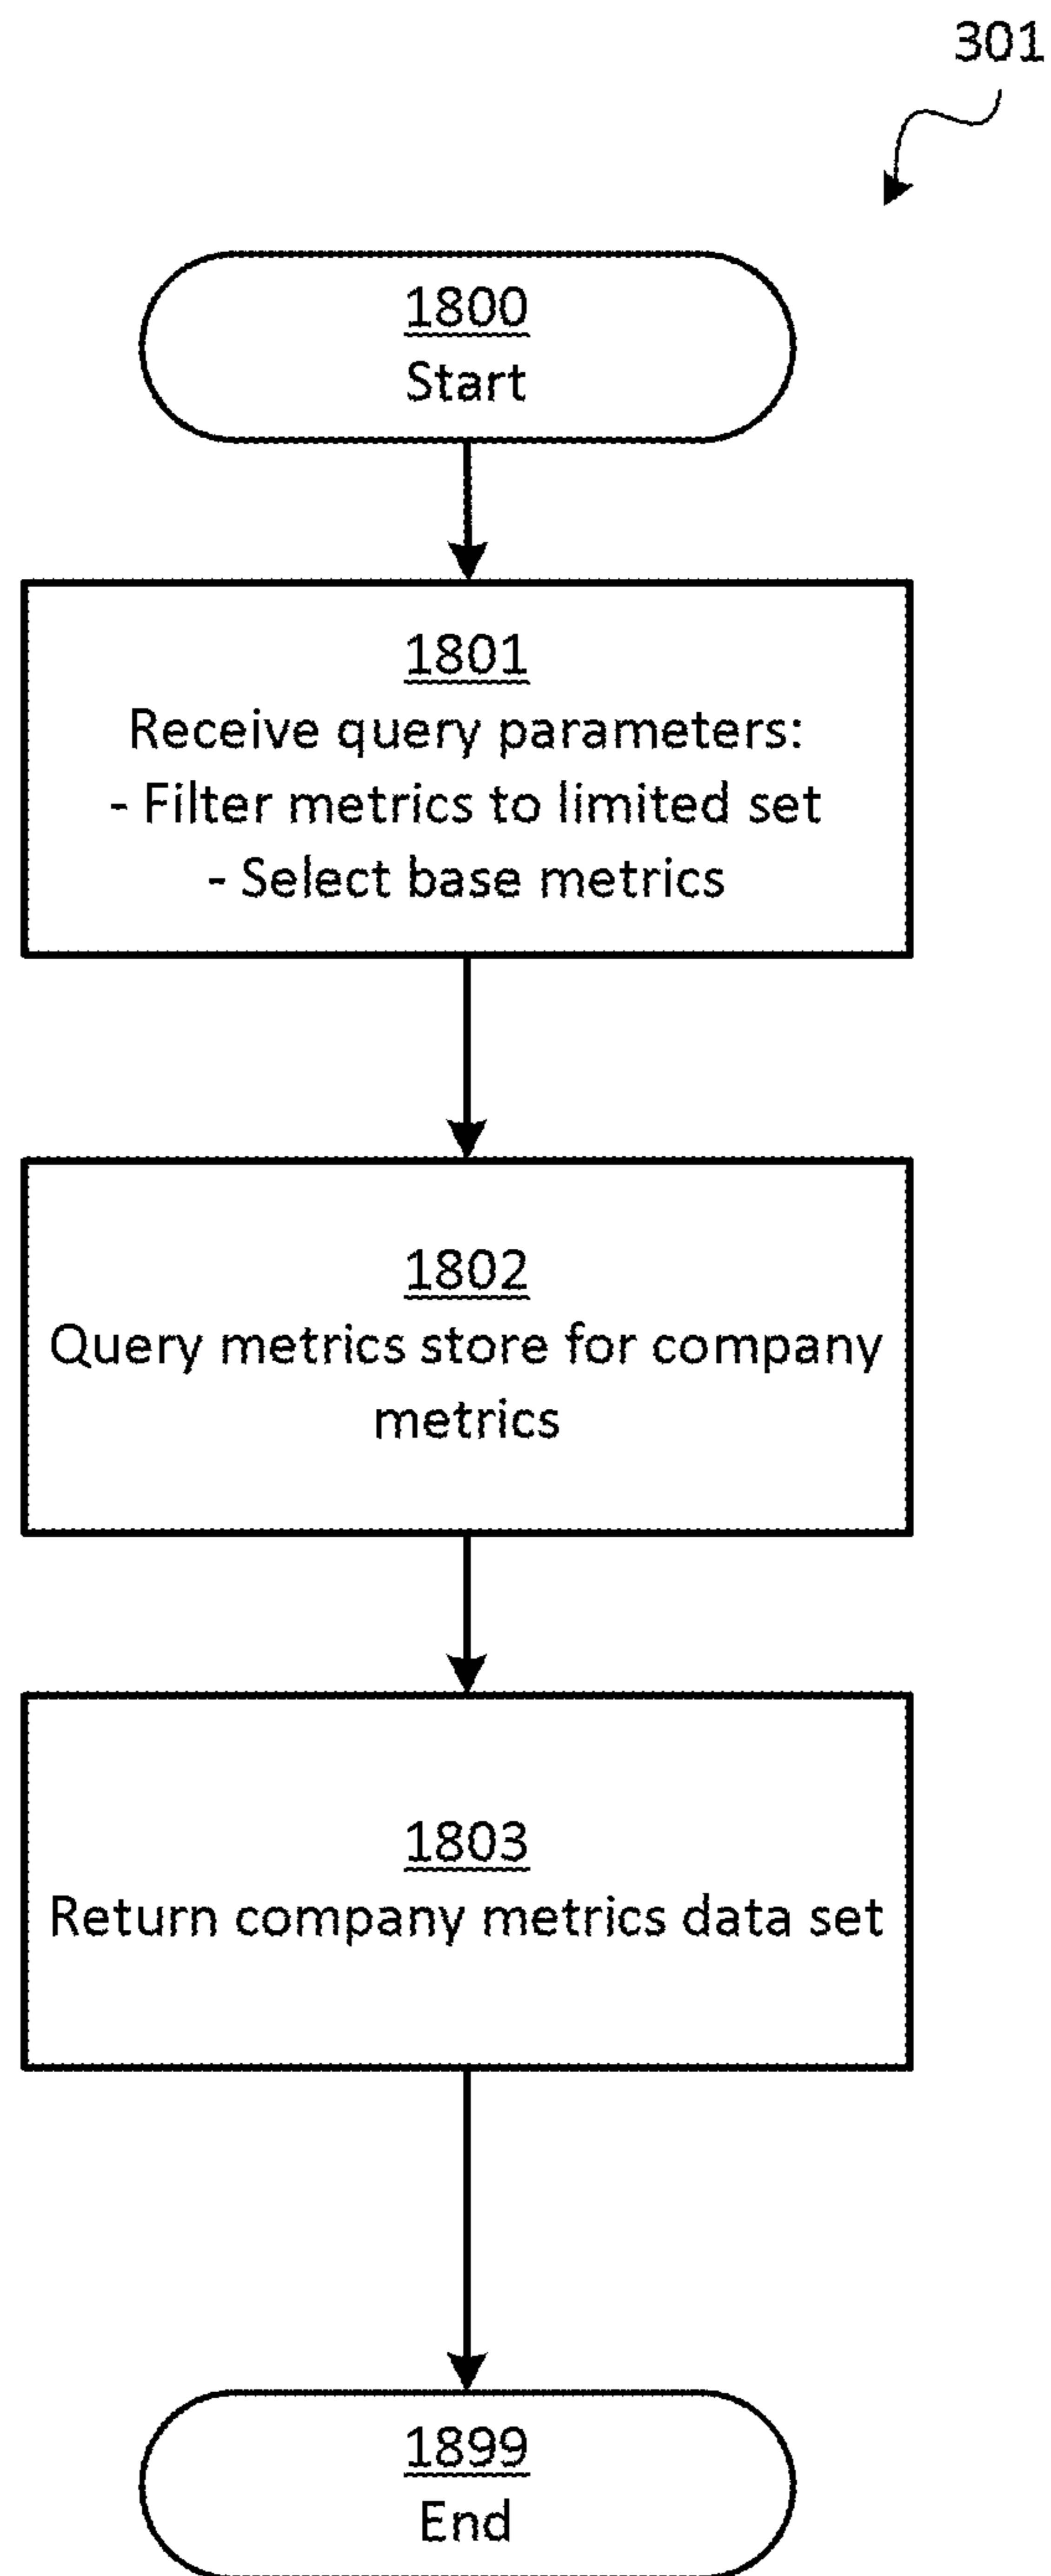 301
1800
Start
1801
Receive query parameters:
- Filter metrics to limited set
- Select base metrics
1802
Query metrics store for company
metrics
1803
Return company metrics data set
1899
End